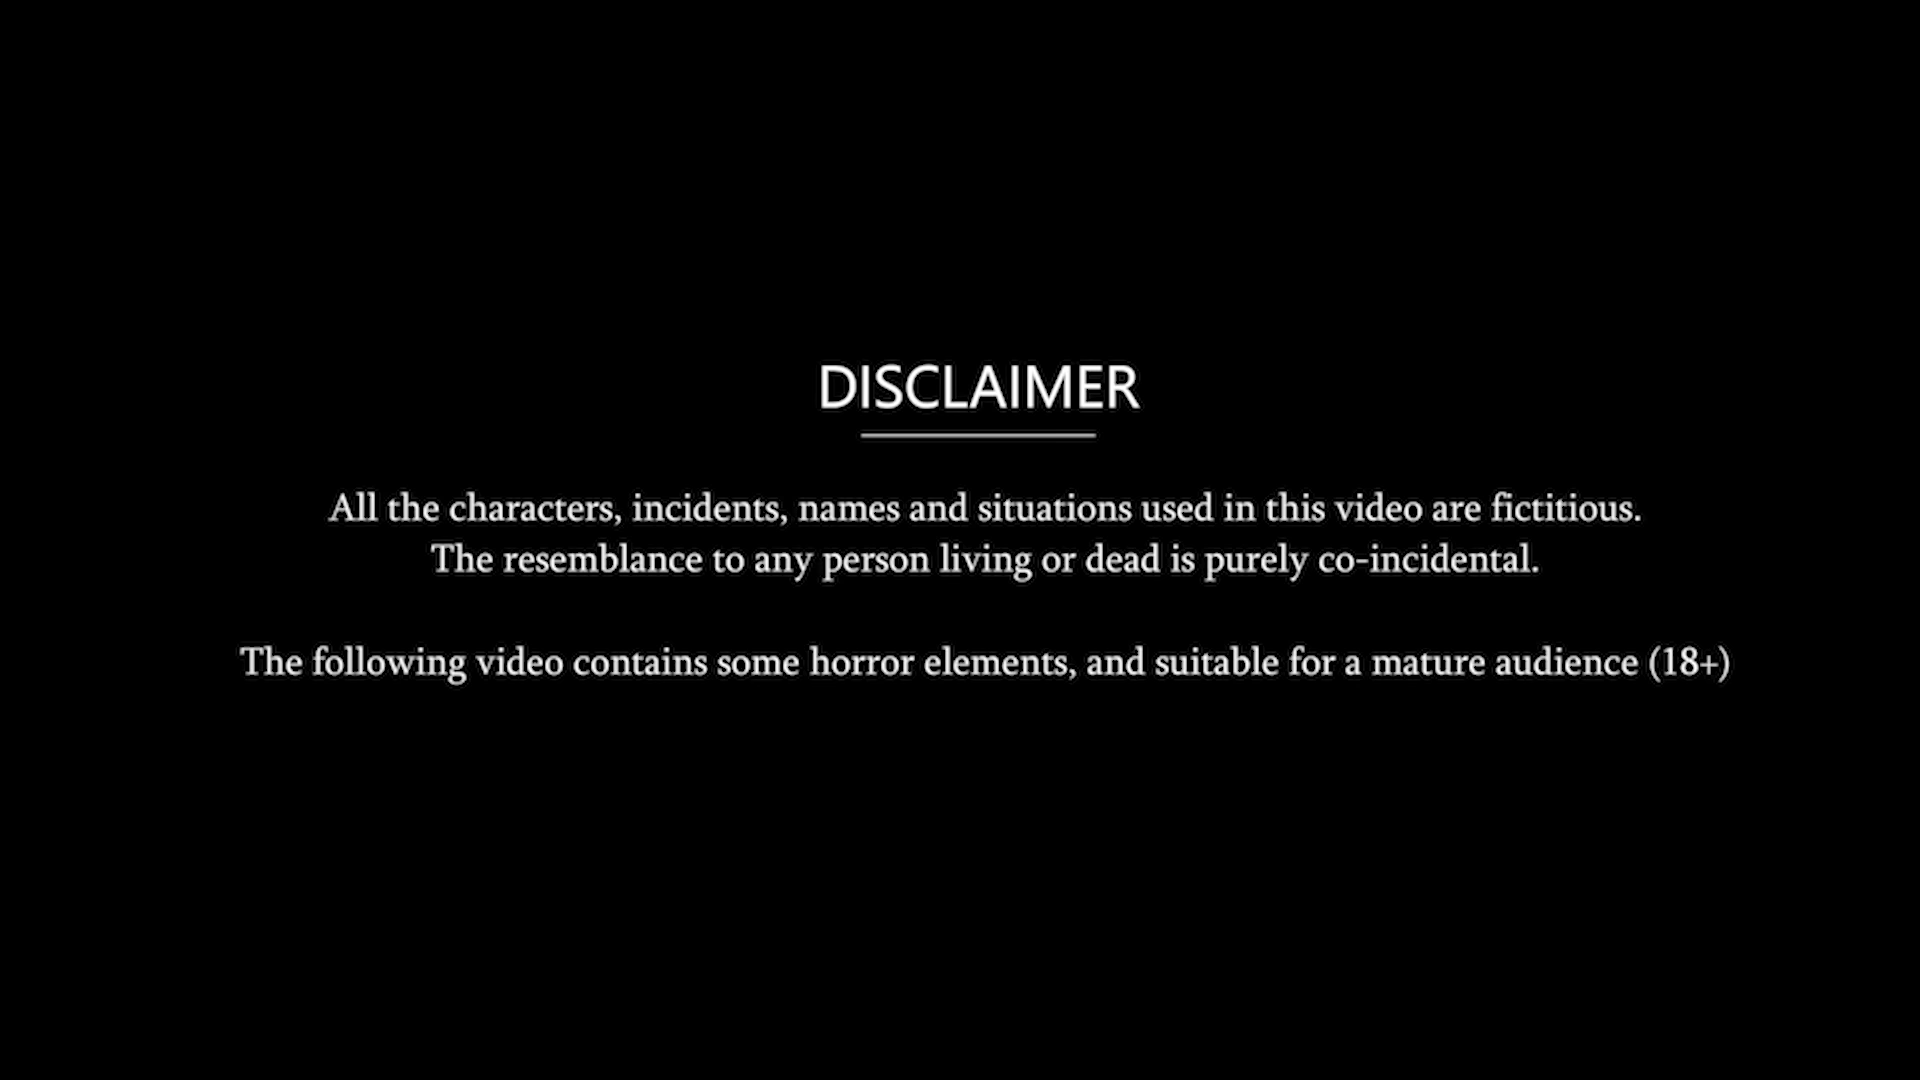 DISCLAIMER
All the characters, incidents, names and situations used in this video are fictitious.
The resemblance to any person living or dead is purely co-incidental.
The following video contains some horror elements, and suitable for a mature audience (18+)